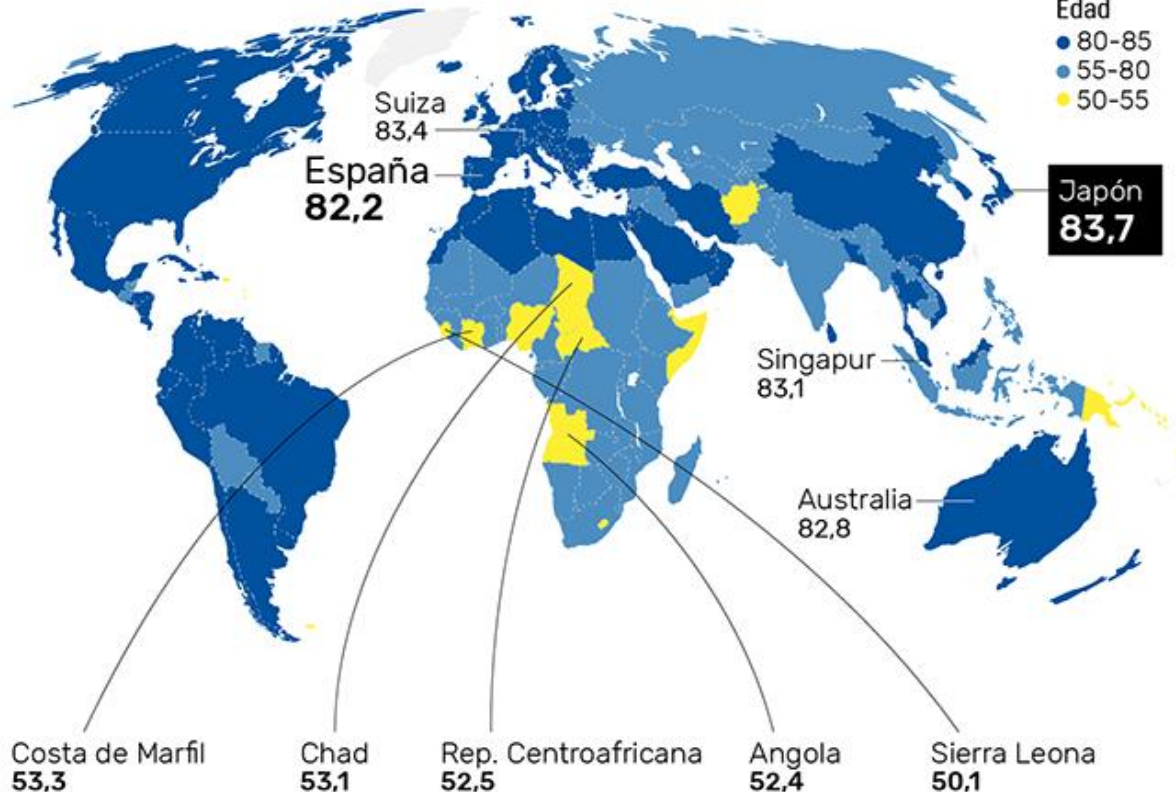 Edad
80-85
55-80
50-55
Suiza
83,4
España
82,2
Japón
83,7
Singapur
83,1
Australia
82,8
Costa de Marfil
53,3
Chad
53,1
Rep. Centroafricana
52,5
Angola
52,4
Sierra Leona
50,1